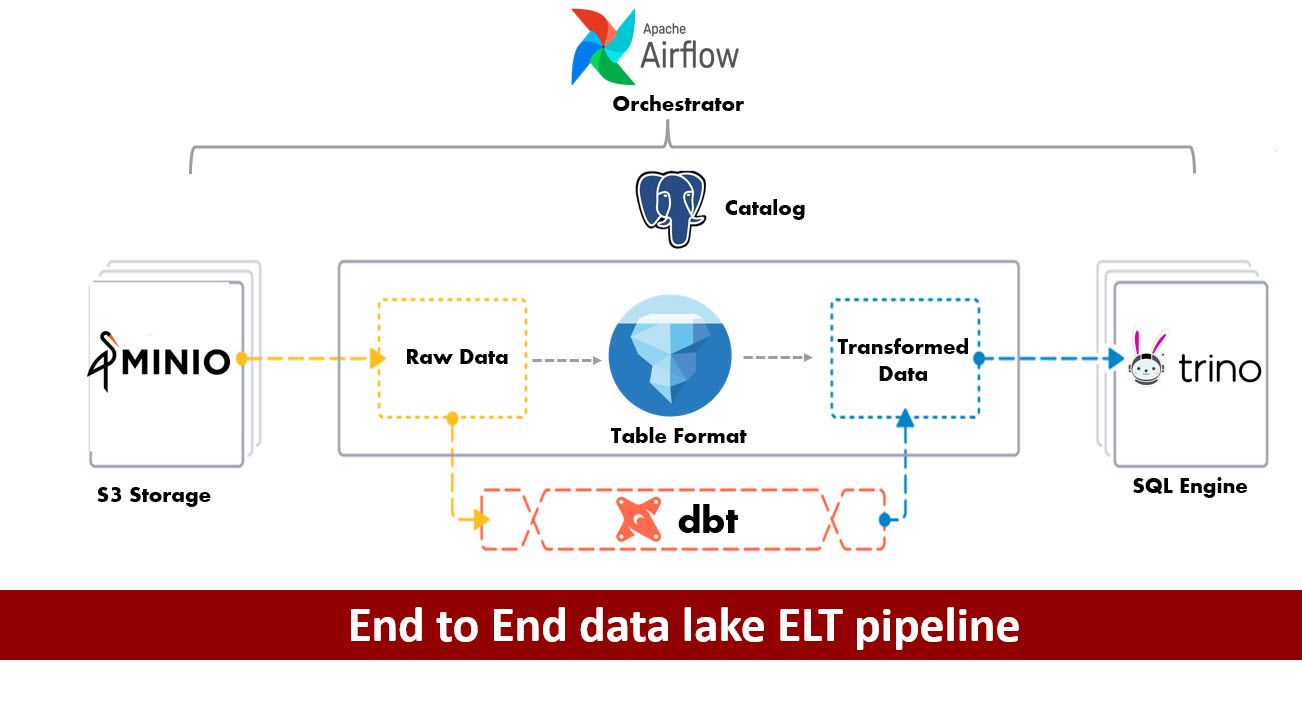 Apache
Airflow
Orchestrator
Catalog
MINIO
Raw Data
Transformed
Data
trino
Table Format
S3 Storage
SQL Engine
dbt
End to End data lake ELT pipeline